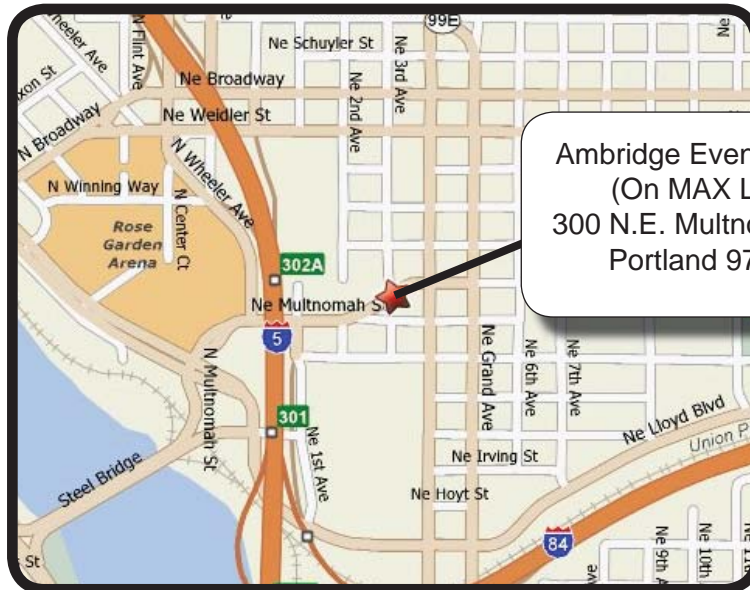 99E
Ne
N Flint Ave
Wheeler Ave
Ne Schuyler St
Ne 3rd Ave
Ne 2nd Ave
Ne Broadway
N Broadway
Ne Weidler St
N Wheeler Ave
N Winning Way
N Center Ct
Rose
Garden
Arena
Ambridge Even
(On MAX L
300 N.E. Multno
Portland 97
302A
Ne Multnomah S
5
N Multnomah St
301
Ne 1st Ave
Ne Grand Ave
Ne 6th Ave
Ne 7th Ave
Ne Lloyd Blvd
Union P
Steel Bridge
Ne Irving St
Ne Hoyt St
84
Ne 9th A
Ne 10th
St